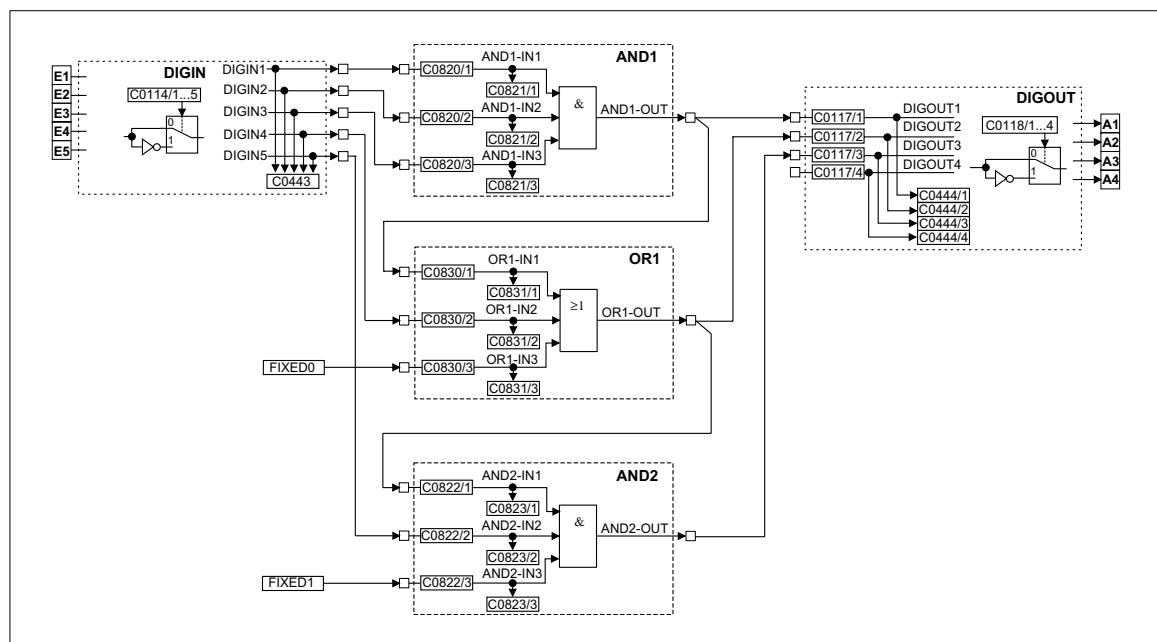 E1
E2
E3
E4
E5
DIGIN
C0114/1...5
0
1
DIGIN1
DIGIN2
DIGIN3
DIGIN4
DIGIN5
C0443
AND1
C0820/1
AND1-IN1
C0821/1
C0820/2
AND1-IN2
C0821/2
C0820/3
AND1-IN3
C0821/3
&
AND1-OUT
DIGOUT
C0117/1
DIGOUT1
C0117/2
DIGOUT2
C0117/3
DIGOUT3
C0117/4
DIGOUT4
C0118/1...4
0
1
C0444/1
C0444/2
C0444/3
C0444/4
A1
A2
A3
A4
OR1
C0830/1
OR1-IN1
C0831/1
C0830/2
OR1-IN2
C0831/2
FIXED0
C0830/3
OR1-IN3
C0831/3
≥1
OR1-OUT
AND2
C0822/1
AND2-IN1
C0823/1
C0822/2
AND2-IN2
C0823/2
FIXED1
C0822/3
AND2-IN3
C0823/3
&
AND2-OUT